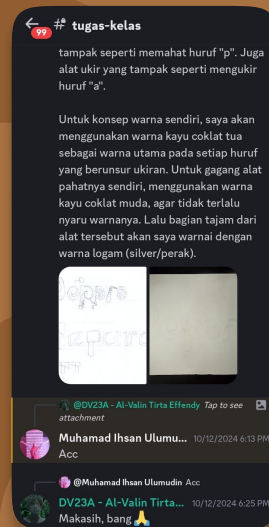 99
# tugas-kelas
tampak seperti memahat huruf "p". Juga
alat ukir yang tampak seperti mengukir
huruf "a".
Untuk konsep warna sendiri, saya akan
menggunakan warna kayu coklat tua
sebagai warna utama pada setiap huruf
yang berunsur ukiran. Untuk gagang alat
pahatnya sendiri, menggunakan warna
kayu coklat muda, agar tidak terlalu
nyaru warnanya. Lalu bagian tajam dari
alat tersebut akan saya warnai dengan
warna logam (silver/perak).
@DV23A - Al-Valin Tirta Effendy Tap to see
attachment
Muhamad Ihsan Ulumu... 10/12/2024 6:13 PM
Acc
@Muhamad Ihsan Ulumudin Acc
DV23A - Al-Valin Tirta... 10/12/2024 6:25 PM
Makasih, bang